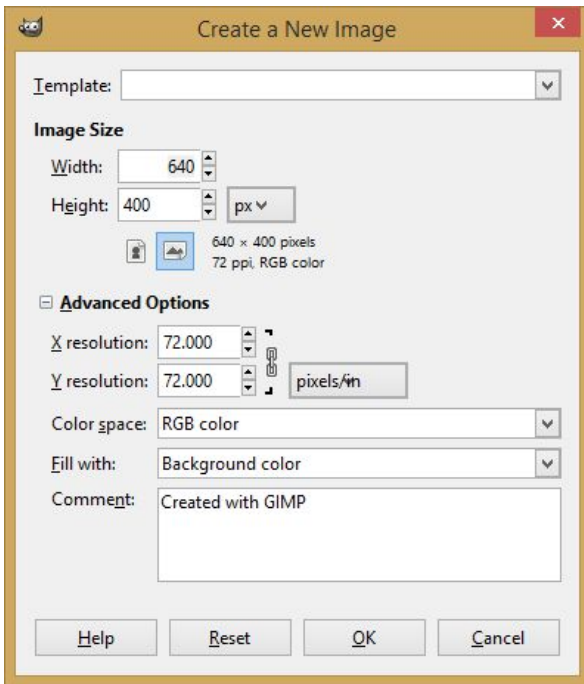 Create a New Image
Template:
Image Size
Width: 640
Height: 400 px
640 × 400 pixels
72 ppi, RGB color
Advanced Options
X resolution: 72.000
Y resolution: 72.000 pixels/in
Color space: RGB color
Fill with: Background color
Comment: Created with GIMP
Help Reset OK Cancel